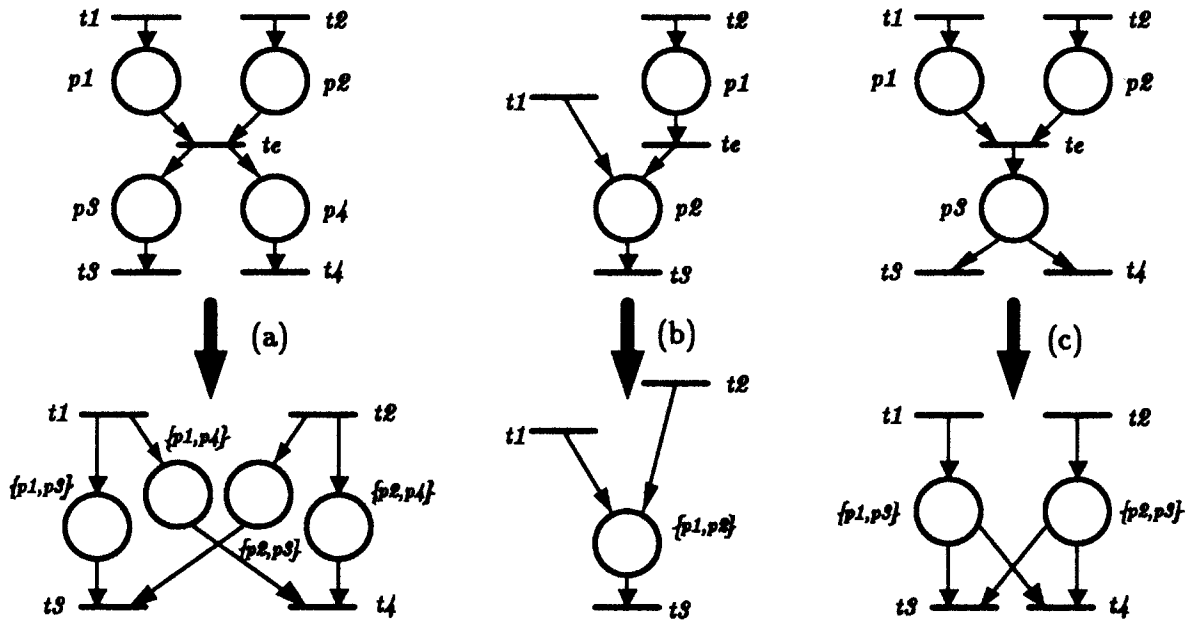 t1 t2 t2 t1 t2
p1 p2 p1 p1 p2
t1
te te te
p3 p4 p2 p3
t3 t4 t3 t3 t4
(a) (b) (c)
t1 t2 t2 t1 t2
{p1,p4} t1
{p1,p3} {p2,p4} {p1,p2} {p1,p3} {p2,p3}
{p2,p3}
t3 t4 t3 t3 t4